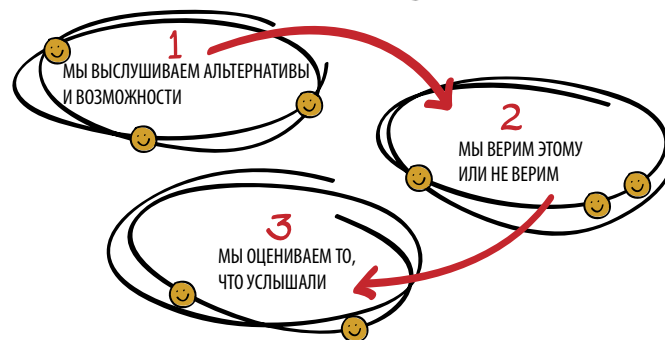 1
МЫ ВЫСЛУШИВАЕМ АЛЬТЕРНАТИВЫ
И ВОЗМОЖНОСТИ
2
МЫ ВЕРИМ ЭТОМУ
ИЛИ НЕ ВЕРИМ
3
МЫ ОЦЕНИВАЕМ ТО,
ЧТО УСЛЫШАЛИ